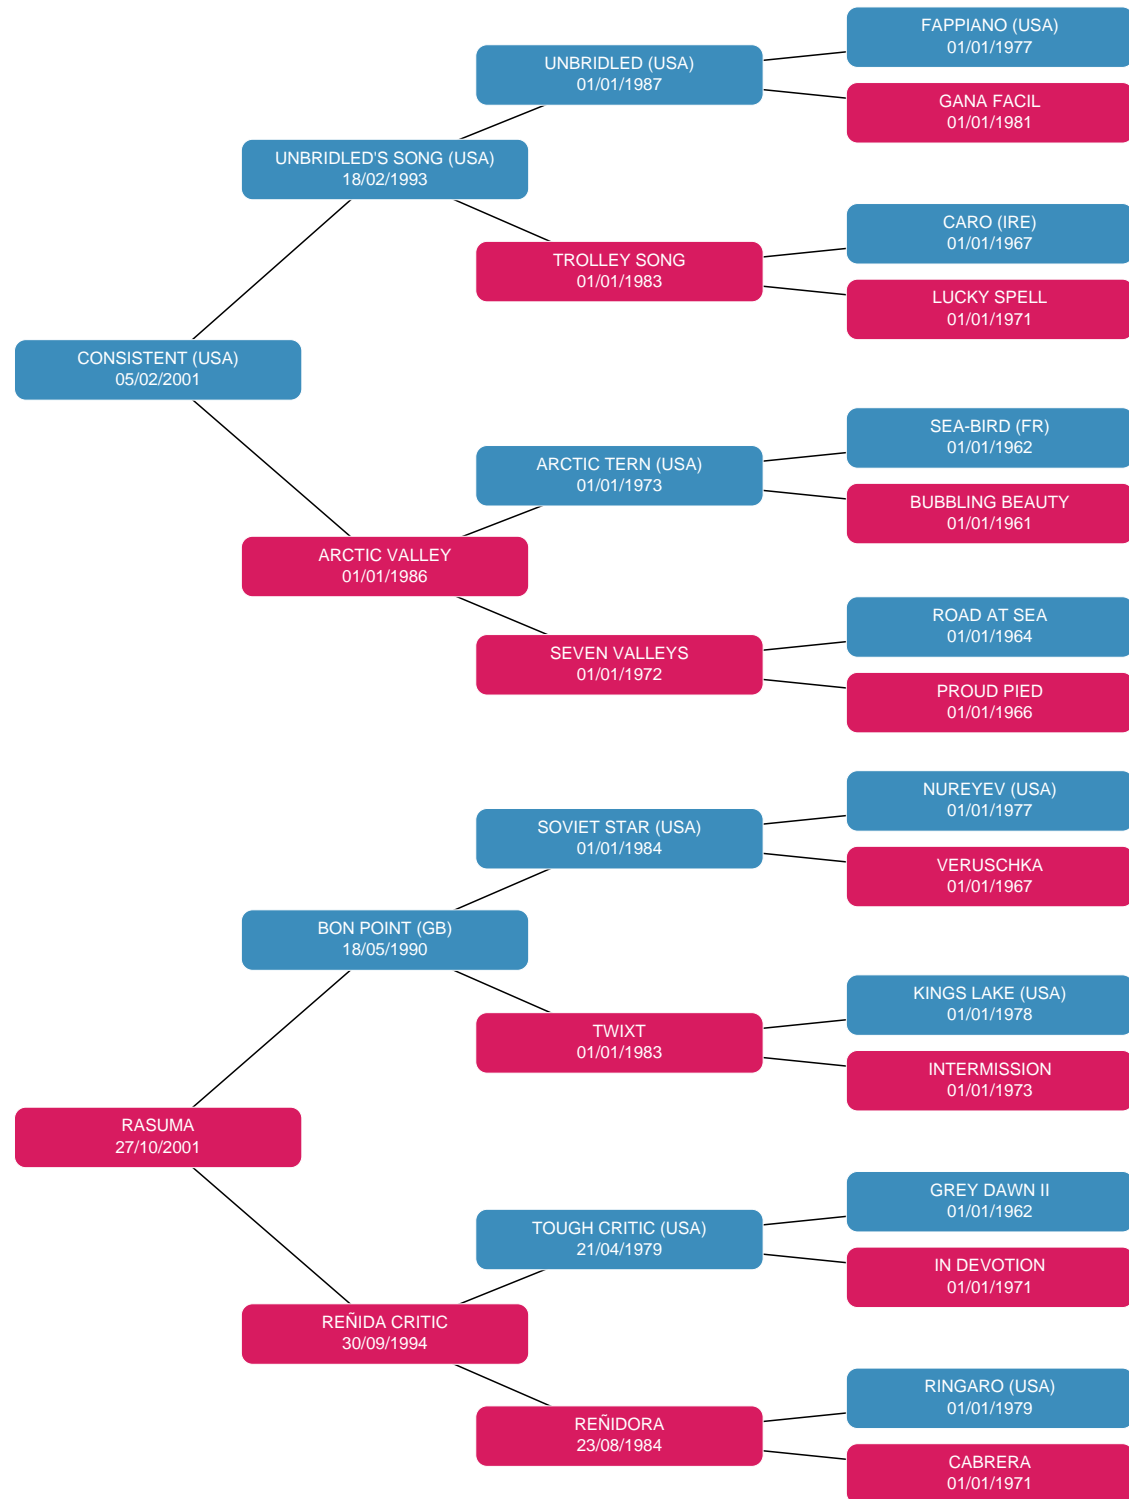 FAPPIANO (USA)
01/01/1977
UNBRIDLED (USA)
01/01/1987
GANA FACIL
01/01/1981
UNBRIDLED'S SONG (USA)
18/02/1993
CARO (IRE)
01/01/1967
TROLLEY SONG
01/01/1983
LUCKY SPELL
01/01/1971
CONSISTENT (USA)
05/02/2001
SEA-BIRD (FR)
01/01/1962
ARCTIC TERN (USA)
01/01/1973
BUBBLING BEAUTY
01/01/1961
ARCTIC VALLEY
01/01/1986
ROAD AT SEA
01/01/1964
SEVEN VALLEYS
01/01/1972
PROUD PIED
01/01/1966
NUREYEV (USA)
01/01/1977
SOVIET STAR (USA)
01/01/1984
VERUSCHKA
01/01/1967
BON POINT (GB)
18/05/1990
KINGS LAKE (USA)
01/01/1978
TWIXT
01/01/1983
INTERMISSION
01/01/1973
RASUMA
27/10/2001
GREY DAWN II
01/01/1962
TOUGH CRITIC (USA)
21/04/1979
IN DEVOTION
01/01/1971
REÑIDA CRITIC
30/09/1994
RINGARO (USA)
01/01/1979
REÑIDORA
23/08/1984
CABRERA
01/01/1971